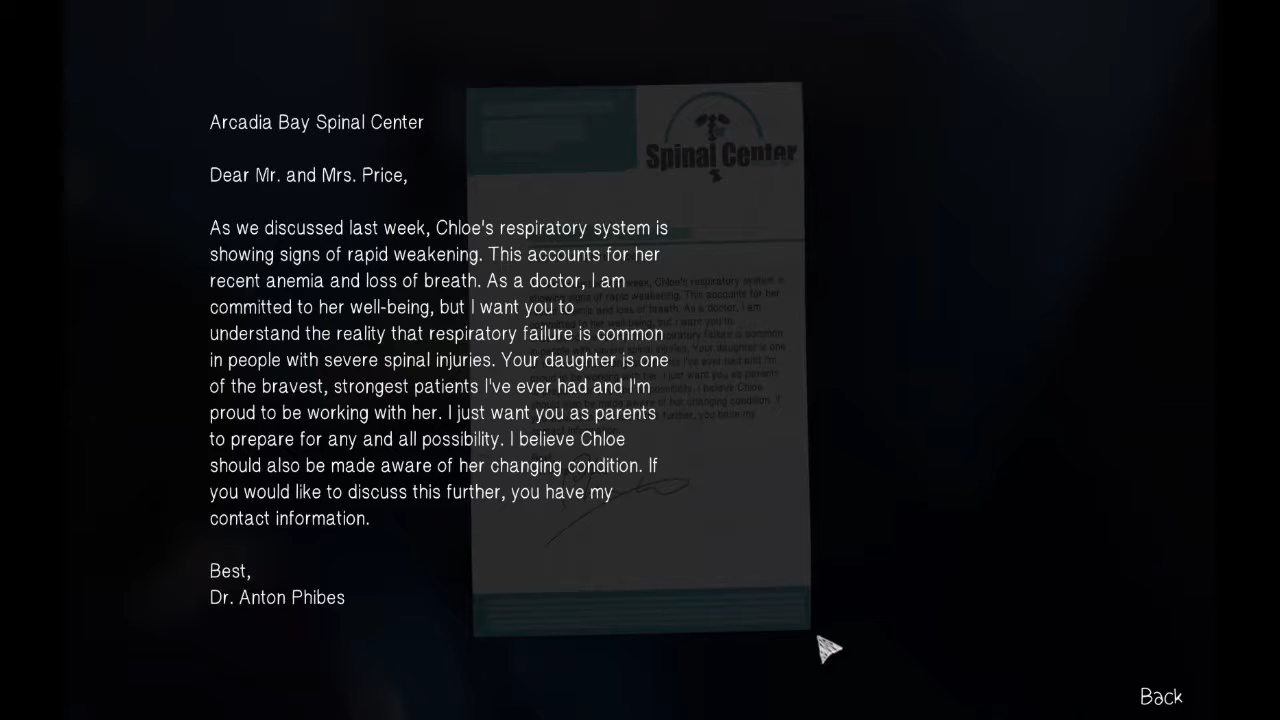 Arcadia Bay Spinal Center
Dear Mr. and Mrs. Price,
As we discussed last week, Chloe's respiratory system is
showing signs of rapid weakening. This accounts for her
recent anemia and loss of breath. As a doctor, I am
committed to her well-being, but I want you to
understand the reality that respiratory failure is common
in people with severe spinal injuries. Your daughter is one
of the bravest, strongest patients I've ever had and I'm
proud to be working with her. I just want you as parents
to prepare for any and all possibility. I believe Chloe
should also be made aware of her changing condition. If
you would like to discuss this further, you have my
contact information.
Best,
Dr. Anton Phibes
Spinal Center
Back